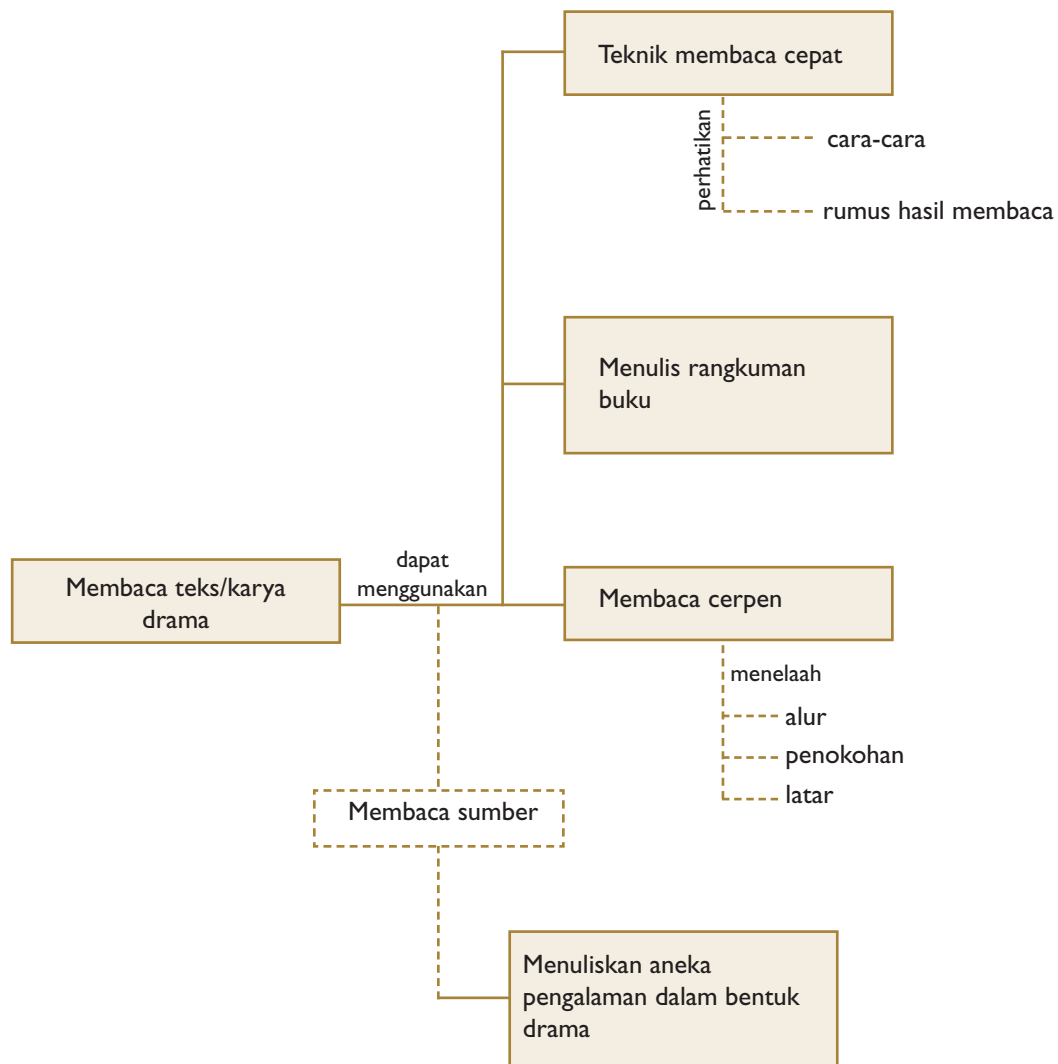 Teknik membaca cepat
perhatikan
cara-cara
rumus hasil membaca
Menulis rangkuman
buku
Membaca teks/karya
drama
dapat
menggunakan
Membaca cerpen
menelaah
alur
penokohan
latar
Membaca sumber
Menuliskan aneka
pengalaman dalam bentuk
drama